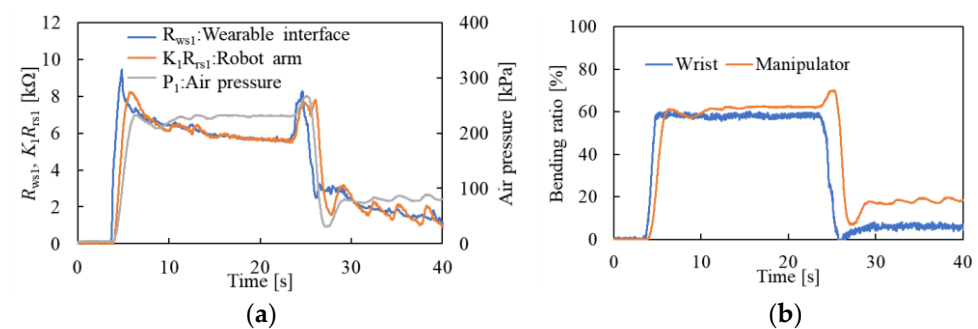 12
10
8
6
4
2
0
R_ws1, K_1R_rs1 [kΩ]
R_ws1:Wearable interface
K_1R_rs1:Robot arm
P_1:Air pressure
400
300
200
100
0
Air pressure [kPa]
0 10 20 30 40
Time [s]
(a)
100
80
60
40
20
0
Bending ratio [%]
Wrist Manipulator
0 10 20 30 40
Time [s]
(b)